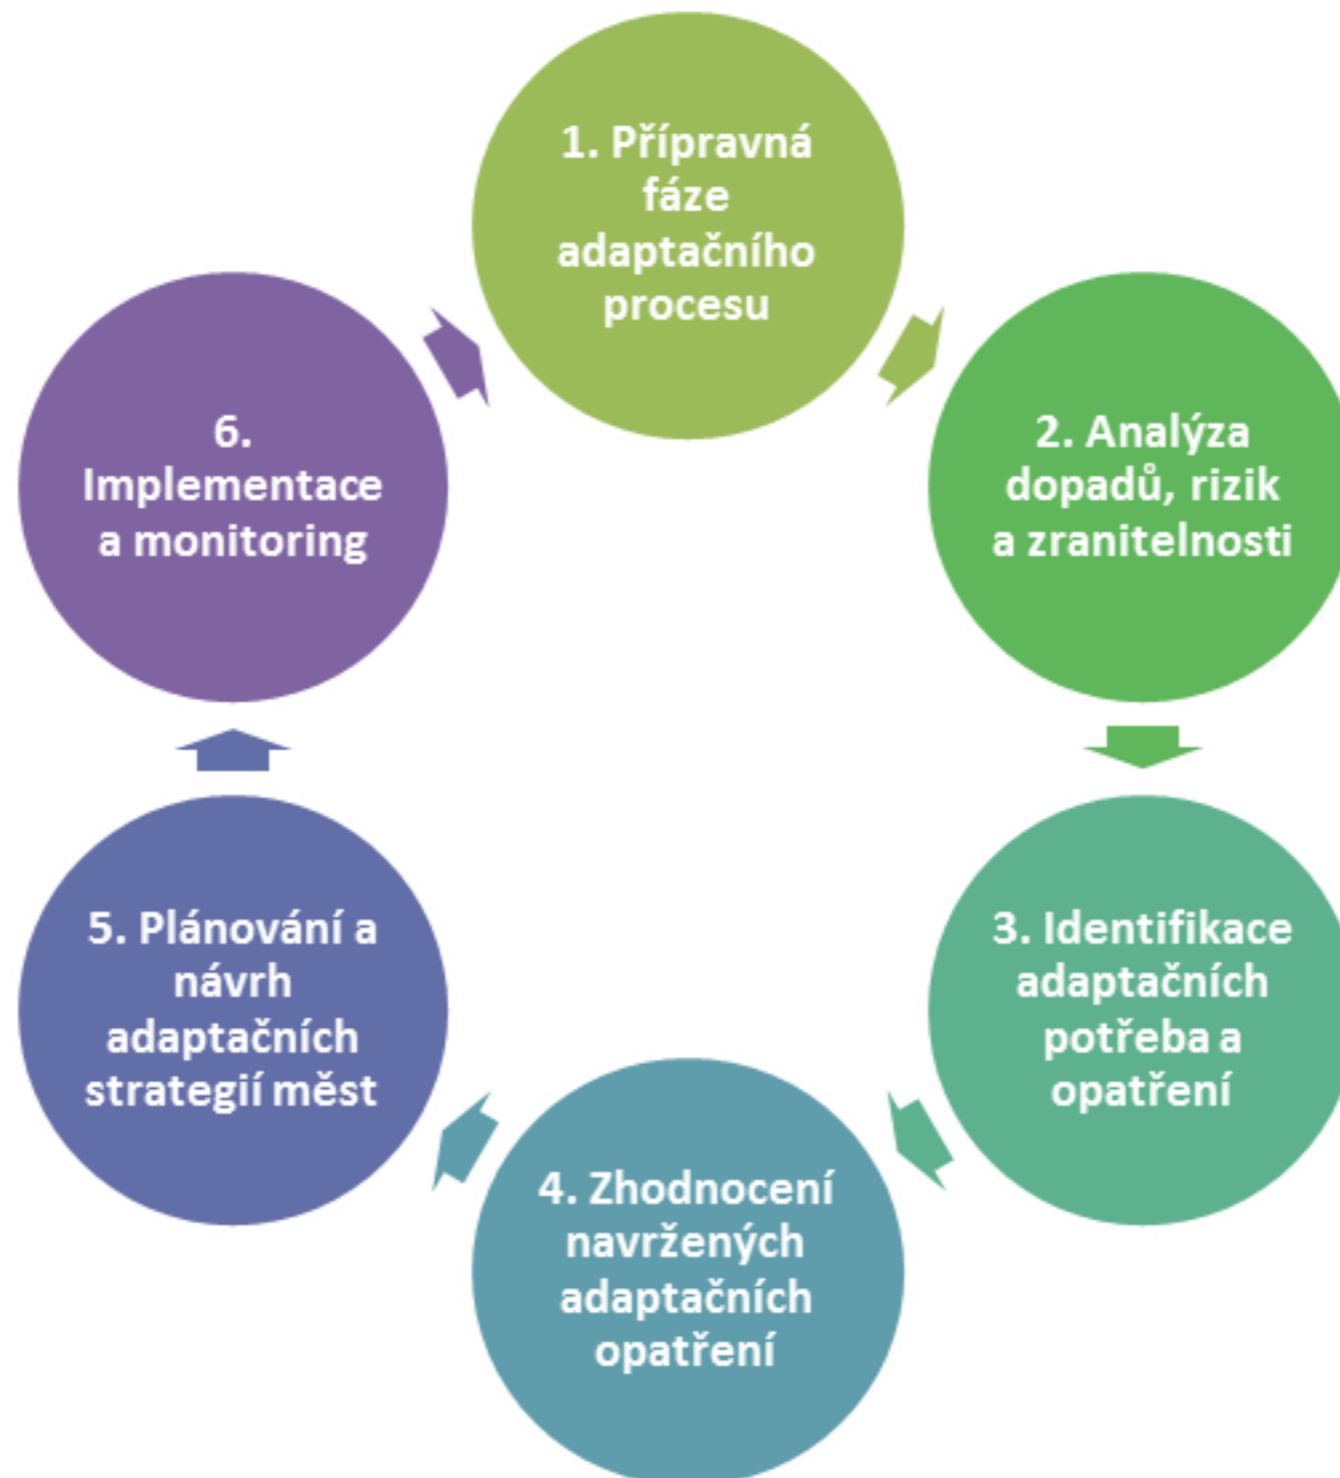 1. Přípravná
fáze
adaptačního
procesu
2. Analýza
dopadů, rizik
a zranitelnosti
3. Identifikace
adaptačních
potřeba a
opatření
4. Zhodnocení
navržených
adaptačních
opatření
5. Plánování a
návrh
adaptačních
strategií měst
6.
Implementace
a monitoring